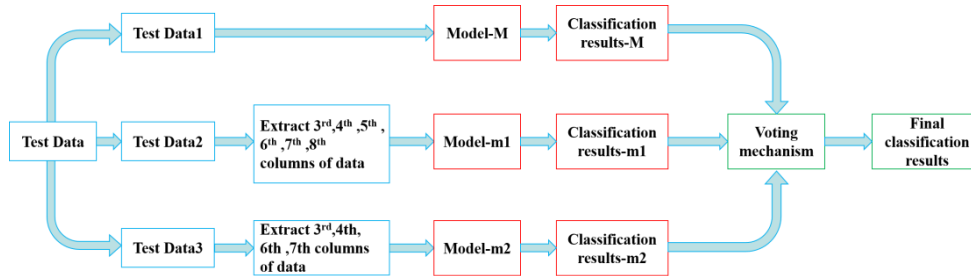 Test Data
Test Data1
Model-M
Classification
results-M
Test Data2
Extract 3rd,4th ,5th ,
6th ,7th ,8th
columns of data
Model-m1
Classification
results-m1
Voting
mechanism
Final
classification
results
Test Data3
Extract 3rd,4th,
6th ,7th columns
of data
Model-m2
Classification
results-m2